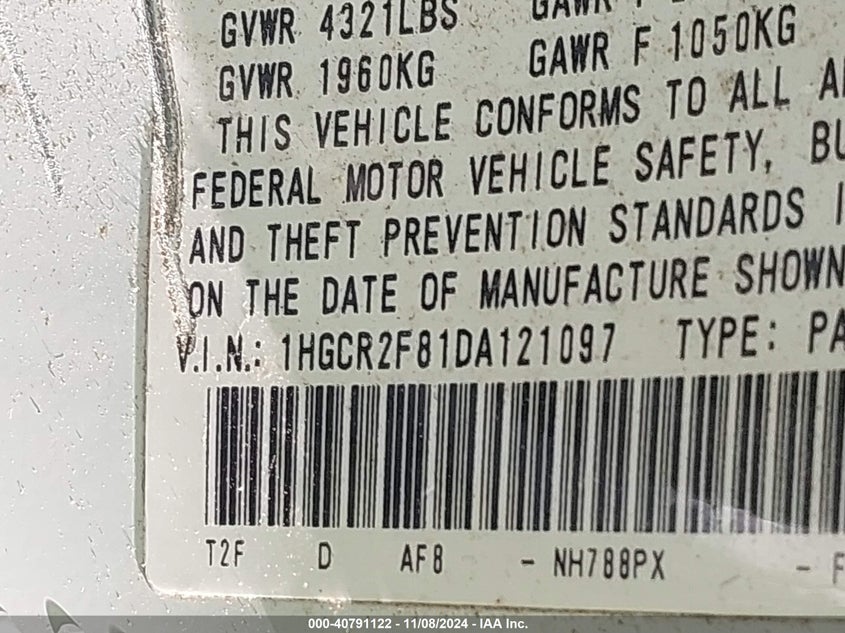 GVWR 4321LBS GAWR F
GVWR 1960KG GAWR F 1050KG
THIS VEHICLE CONFORMS TO ALL
FEDERAL MOTOR VEHICLE SAFETY,
AND THEFT PREVENTION STANDARDS
ON THE DATE OF MANUFACTURE SHOWN
V.I.N.: 1HGCR2F81DA121097 TYPE: PA
T2F D AF8 - NH788PX - F
000-40791122 - 11/08/2024 - IAA Inc.